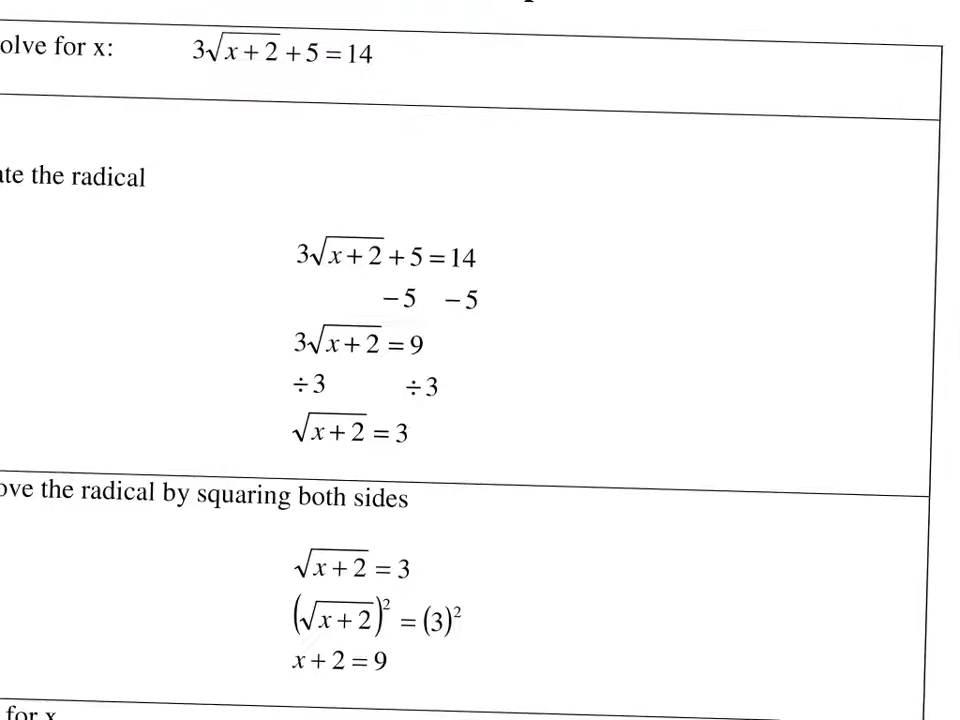 olve for x: 3√x+2 + 5 = 14
ate the radical
3√x+2 + 5 = 14
− 5 − 5
3√x+2 = 9
÷ 3 ÷ 3
√x+2 = 3
ove the radical by squaring both sides
√x+2 = 3
(√x+2)² = (3)²
x + 2 = 9
for x